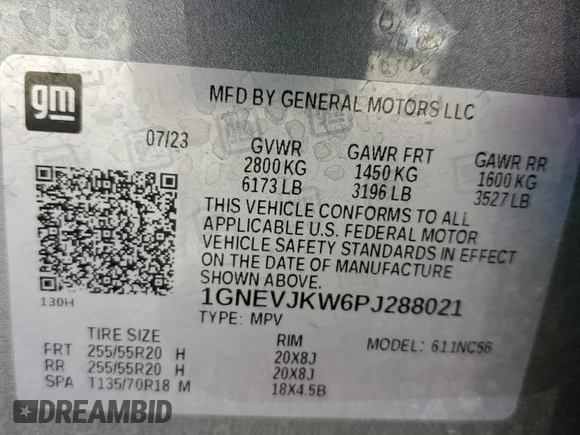 gm
MFD BY GENERAL MOTORS LLC
07/23
GVWR GAWR FRT GAWR RR
2800 KG 1450 KG 1600 KG
6173 LB 3196 LB 3527 LB
THIS VEHICLE CONFORMS TO ALL
APPLICABLE U.S. FEDERAL MOTOR
VEHICLE SAFETY STANDARDS IN EFFECT
ON THE DATE OF MANUFACTURE
SHOWN ABOVE.
130H
1GNEVJKW6PJ288021
TYPE: MPV
TIRE SIZE RIM MODEL: 611NC56
FRT 255/55R20 H 20X8J
RR 255/55R20 H 20X8J
SPA T135/70R18 M 18X4.5B
DREAMBID